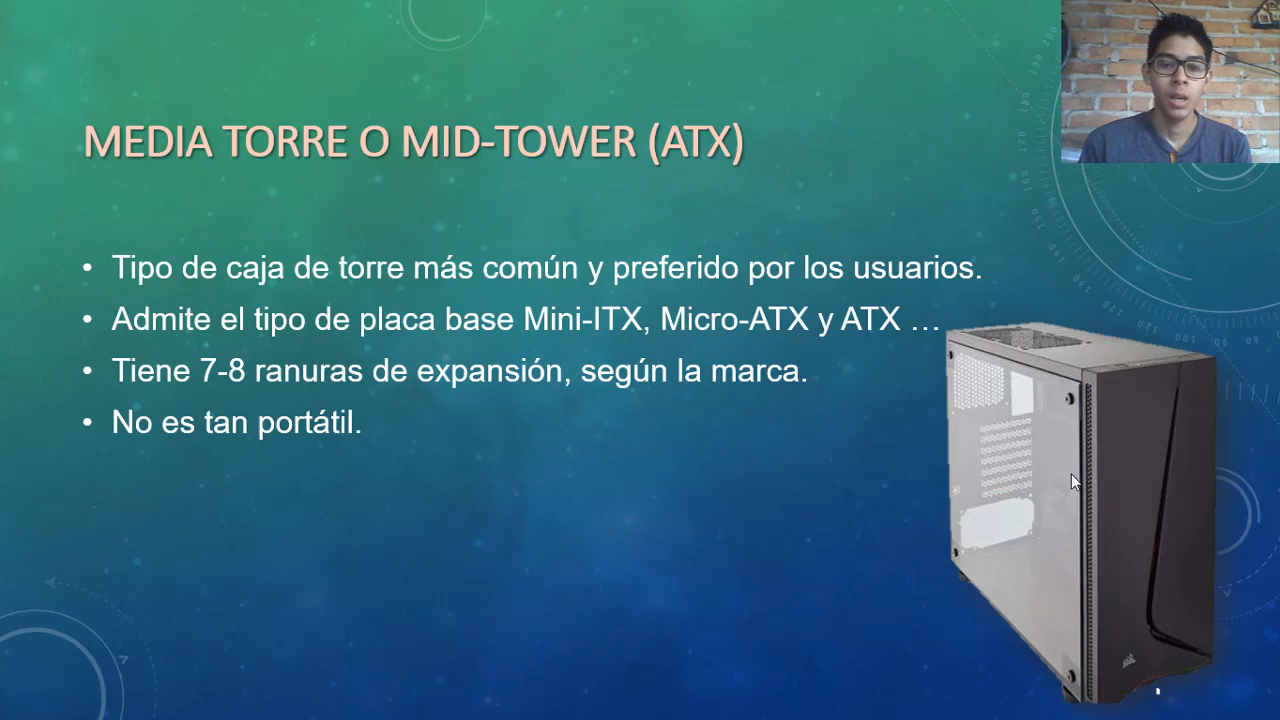 MEDIA TORRE O MID-TOWER (ATX)
• Tipo de caja de torre más común y preferido por los usuarios.
• Admite el tipo de placa base Mini-ITX, Micro-ATX y ATX …
• Tiene 7-8 ranuras de expansión, según la marca.
• No es tan portátil.